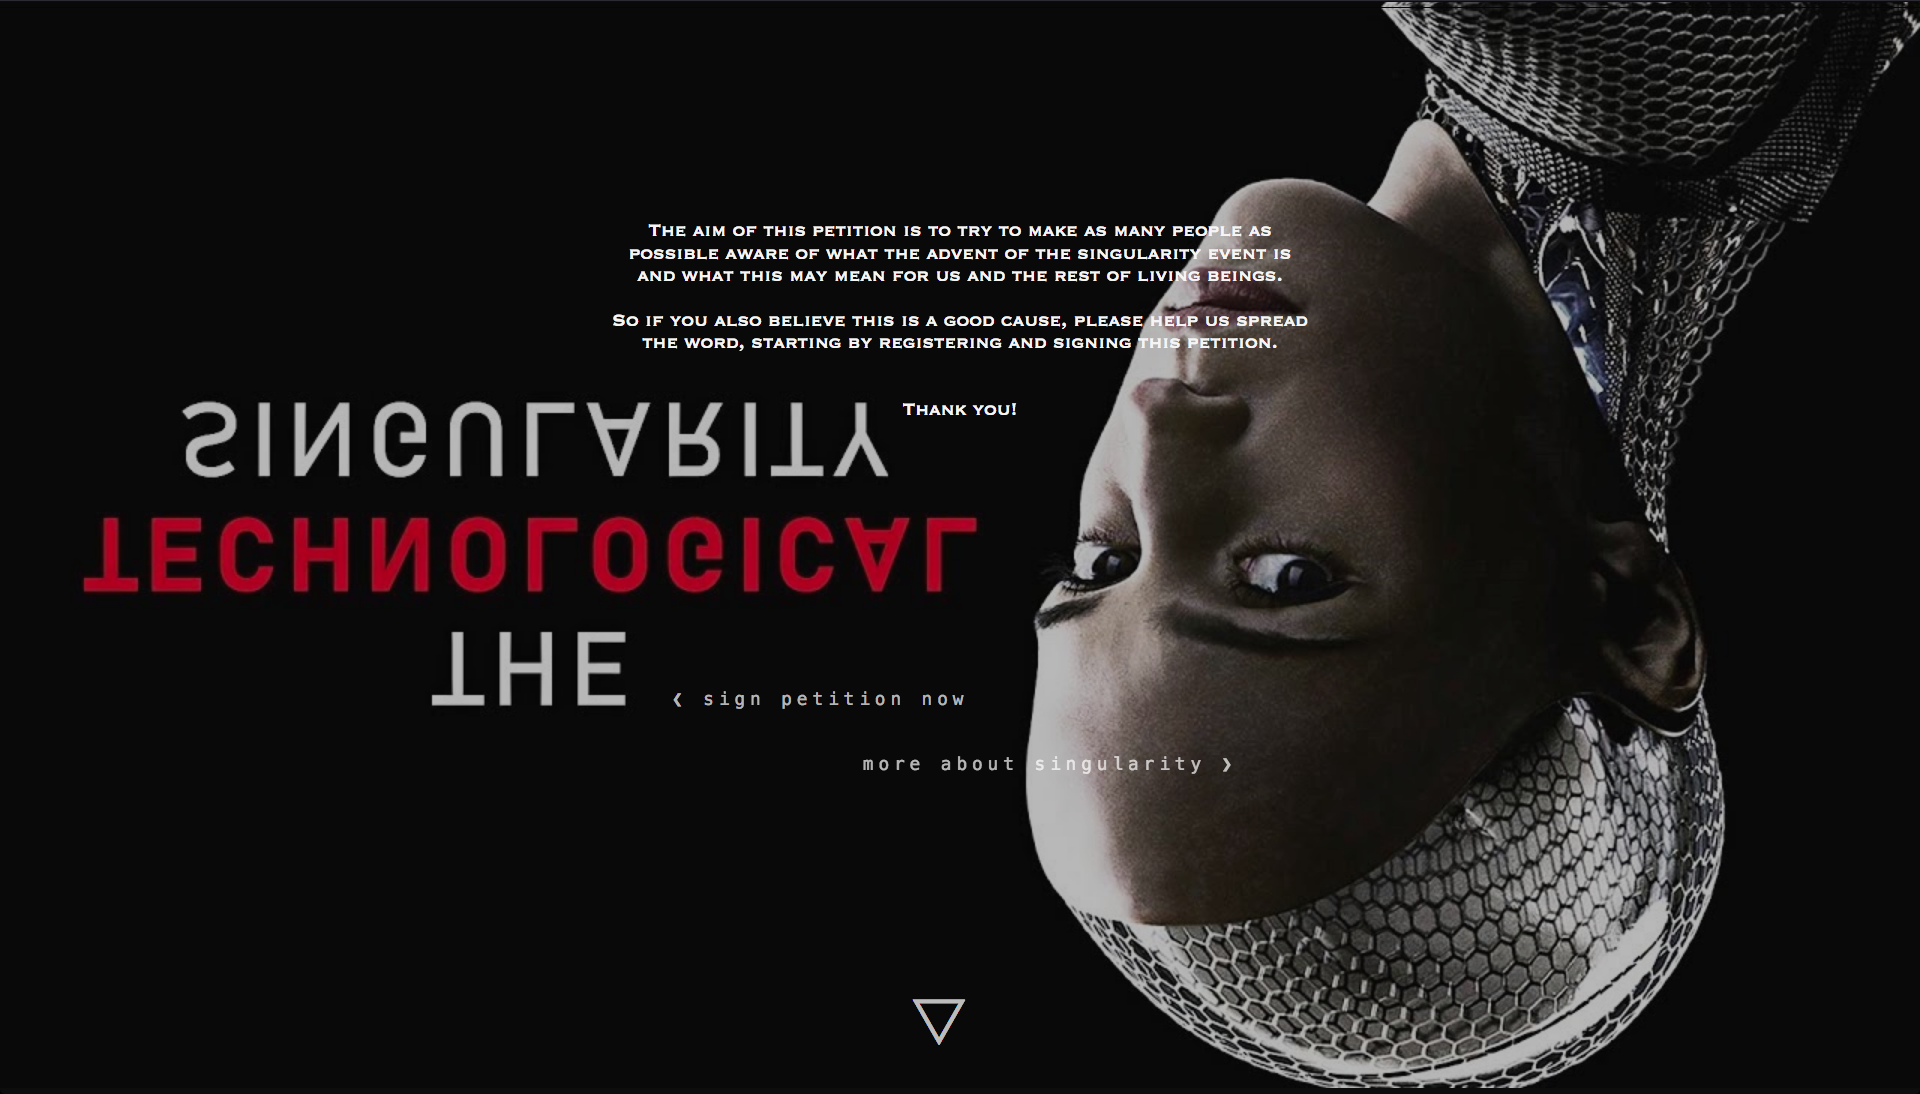 The aim of this petition is to try to make as many people as
possible aware of what the advent of the singularity event is
and what this may mean for us and the rest of living beings.
So if you also believe this is a good cause, please help us spread
the word, starting by registering and signing this petition.
Thank you!
THE
TECHNOLOGICAL
SINGULARITY
❮ sign petition now
more about singularity ❯